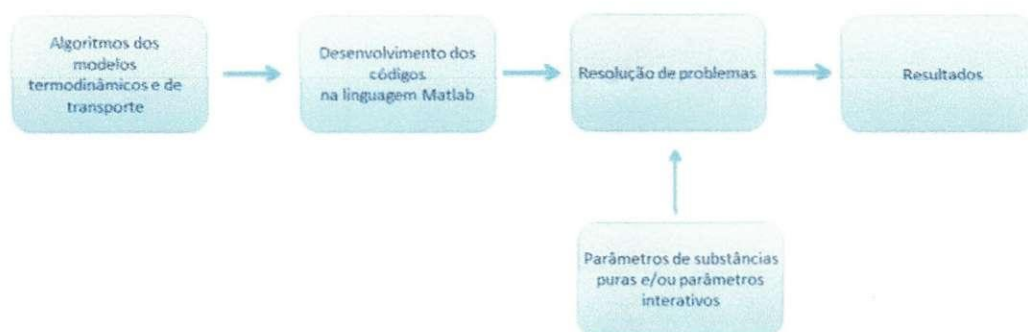 Algoritmos dos
modelos
termodinâmicos e de
transporte
Desenvolvimento dos
códigos
na linguagem Matlab
Resolução de problemas
Resultados
Parâmetros de substâncias
puras e/ou parâmetros
interativos